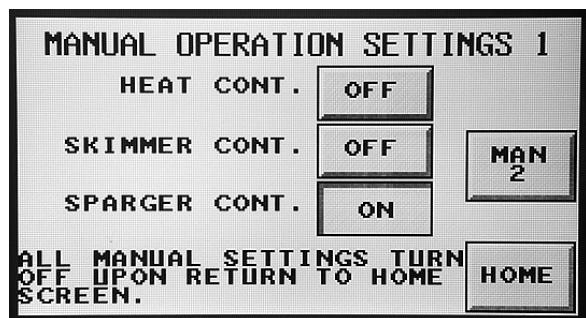 MANUAL OPERATION SETTINGS 1
HEAT CONT. OFF
SKIMMER CONT. OFF
MAN
2
SPARGER CONT. ON
ALL MANUAL SETTINGS TURN
OFF UPON RETURN TO HOME
SCREEN.
HOME